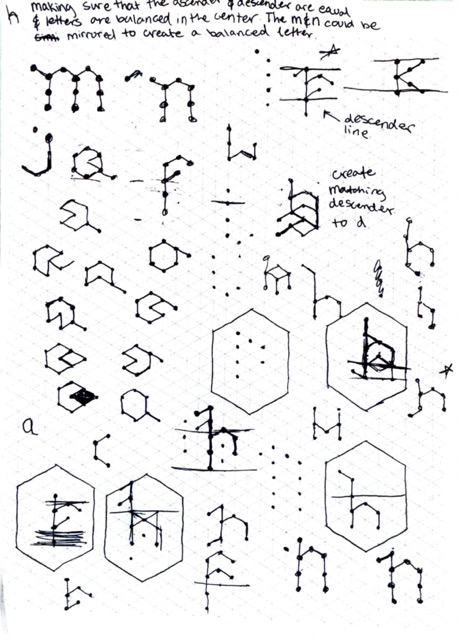 h making sure that the ascender & descender are equal
& letters are balanced in the center. The m&n could be
mirrored to create a balanced letter.
descender
line
create
matching
descender
to d
a